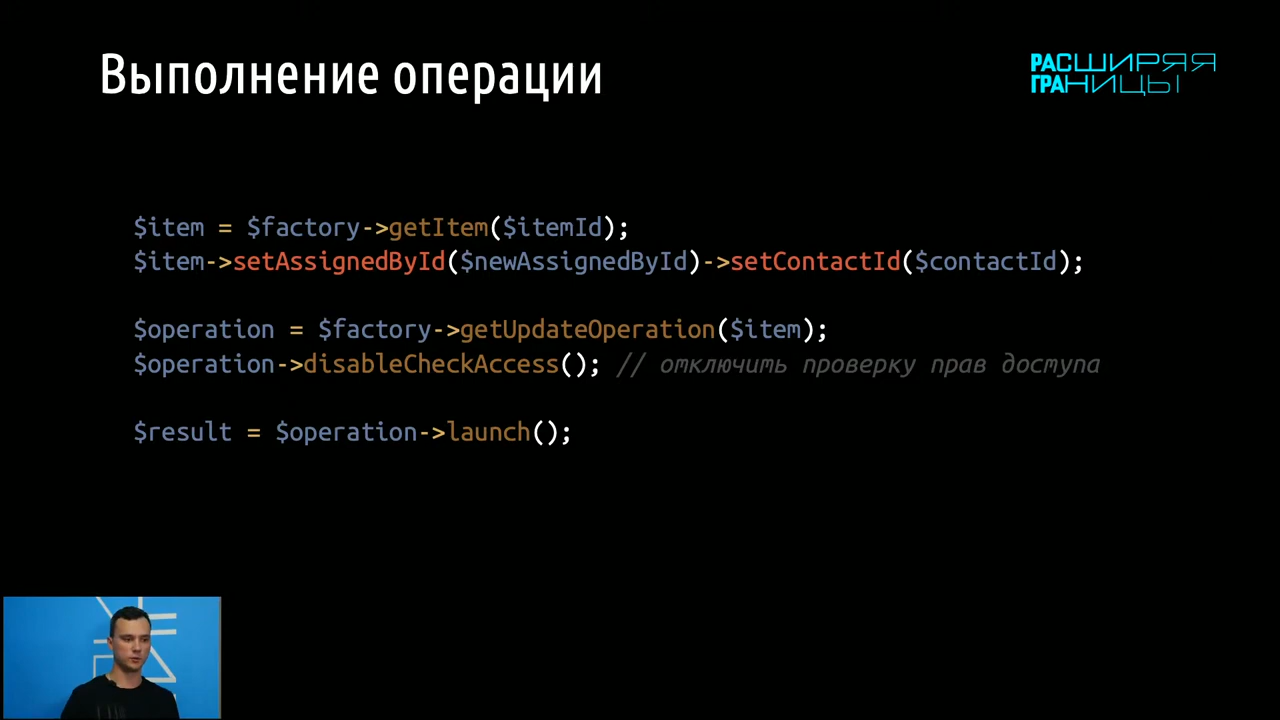 Выполнение операции
РАСШИРЯЯ
ГРАНИЦЫ
$item = $factory->getItem($itemId);
$item->setAssignedById($newAssignedById)->setContactId($contactId);
$operation = $factory->getUpdateOperation($item);
$operation->disableCheckAccess(); // отключить проверку прав доступа
$result = $operation->launch();